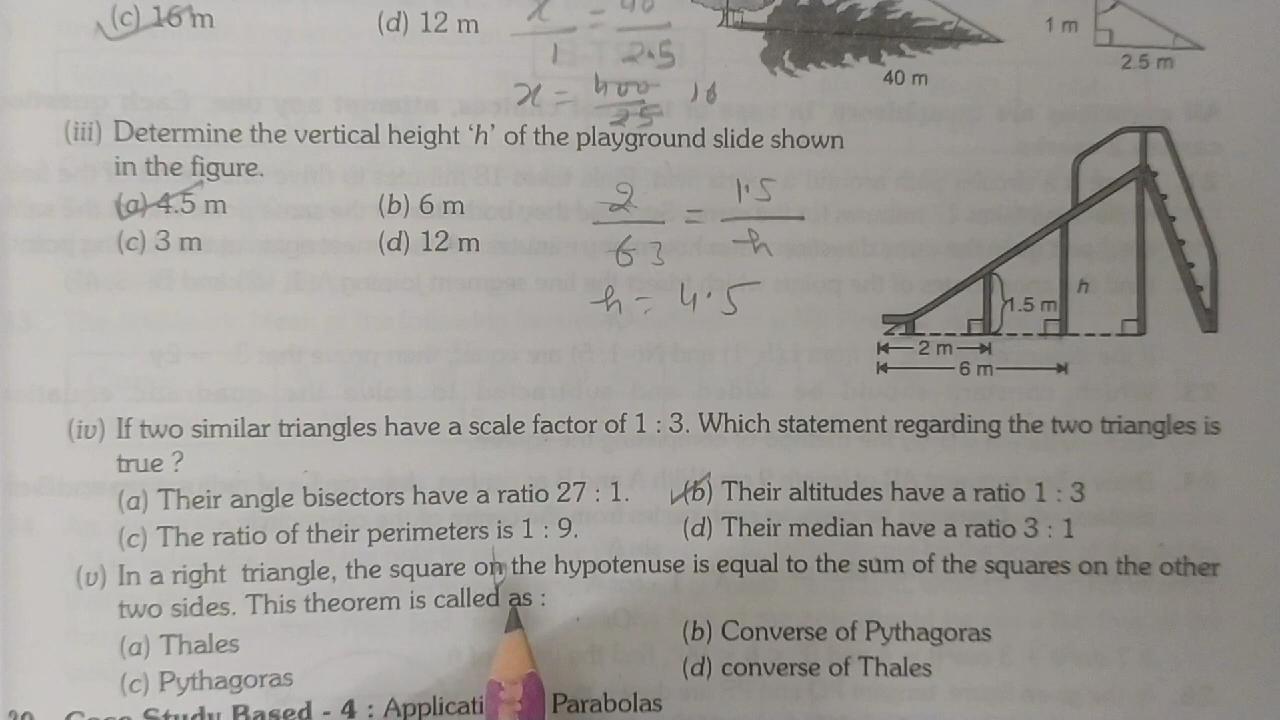 (c) 16 m
(d) 12 m
1
2.5
1 m
2.5 m
40 m
x = 400 16
25
(iii) Determine the vertical height ‘h’ of the playground slide shown
in the figure.
(a) 4.5 m
(b) 6 m
(c) 3 m
(d) 12 m
2 = 1.5
6 3 h
h = 4.5
1.5 m
h
2 m
6 m
(iv) If two similar triangles have a scale factor of 1 : 3. Which statement regarding the two triangles is
true ?
(a) Their angle bisectors have a ratio 27 : 1.
(b) Their altitudes have a ratio 1 : 3
(c) The ratio of their perimeters is 1 : 9.
(d) Their median have a ratio 3 : 1
(v) In a right triangle, the square on the hypotenuse is equal to the sum of the squares on the other
two sides. This theorem is called as :
(a) Thales
(b) Converse of Pythagoras
(c) Pythagoras
(d) converse of Thales
Case Study Based - 4 : Applicati
Parabolas